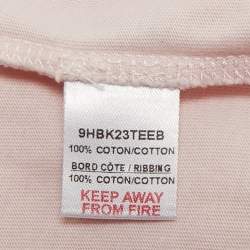 9HBK23TEEB
100% COTON/COTTON
BORD CÔTE / RIBBING
100% COTON/COTTON
KEEP AWAY
FROM FIRE